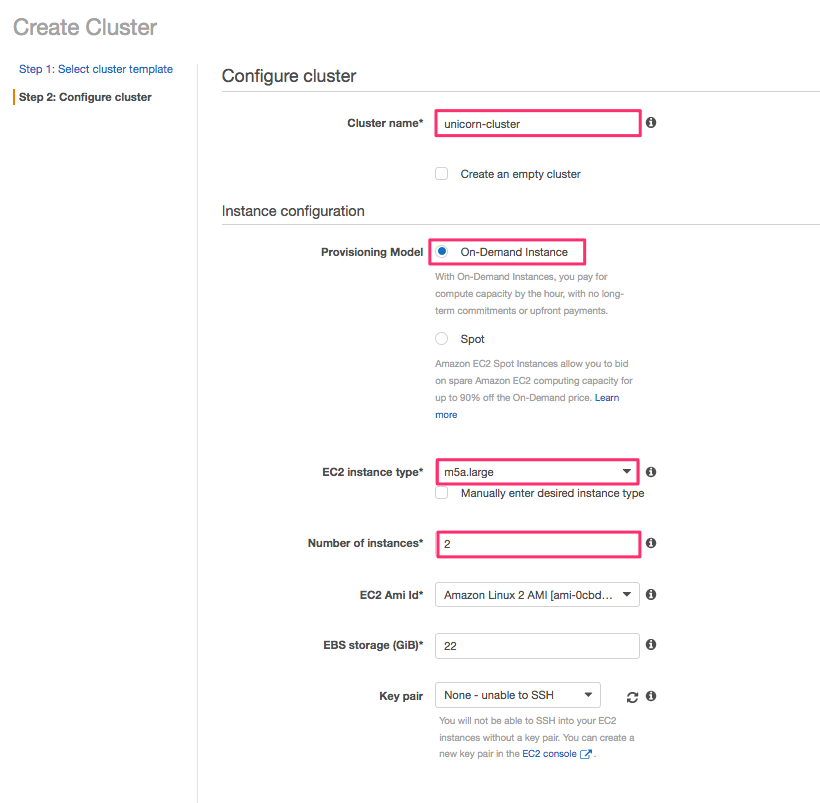 Create Cluster
Step 1: Select cluster template
Step 2: Configure cluster
Configure cluster
Cluster name* unicorn-cluster
Create an empty cluster
Instance configuration
Provisioning Model On-Demand Instance
With On-Demand Instances, you pay for
compute capacity by the hour, with no long-
term commitments or upfront payments.
Spot
Amazon EC2 Spot Instances allow you to bid
on spare Amazon EC2 computing capacity for
up to 90% off the On-Demand price. Learn
more
EC2 instance type* m5a.large
Manually enter desired instance type
Number of instances* 2
EC2 Ami Id* Amazon Linux 2 AMI [ami-0cbd...
EBS storage (GiB)* 22
Key pair None - unable to SSH
You will not be able to SSH into your EC2
instances without a key pair. You can create a
new key pair in the EC2 console .